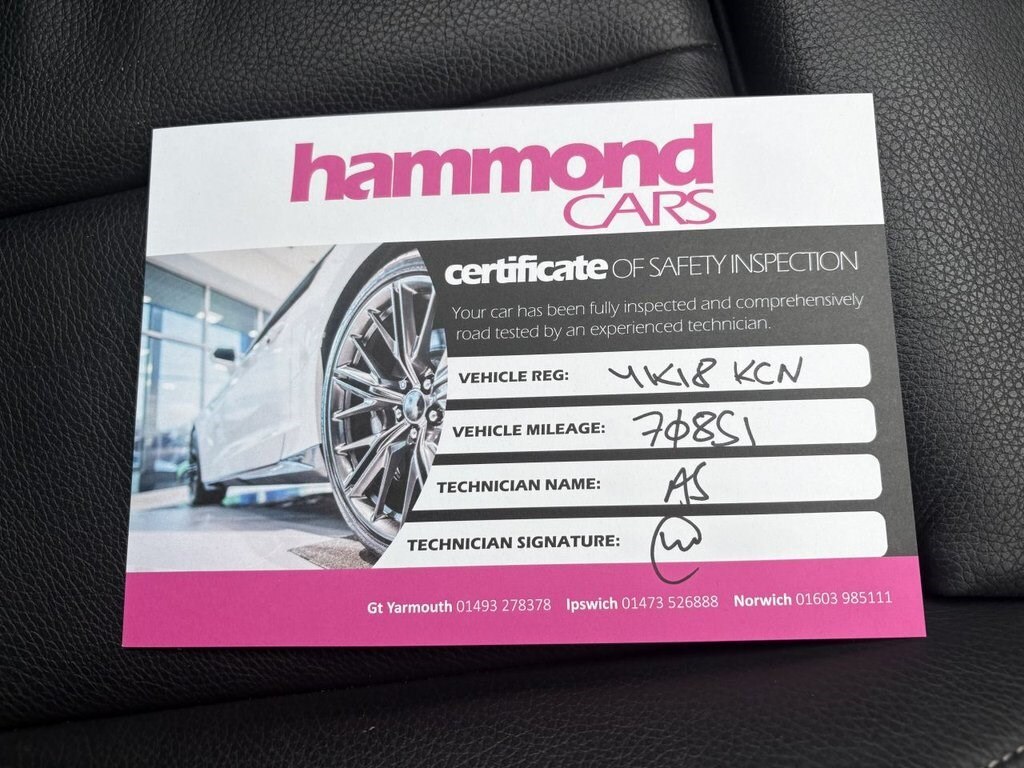 hammond
CARS
certificate OF SAFETY INSPECTION
Your car has been fully inspected and comprehensively
road tested by an experienced technician.
VEHICLE REG: YK18 KCN
VEHICLE MILEAGE: 70851
TECHNICIAN NAME: AS
TECHNICIAN SIGNATURE:
Gt Yarmouth 01493 278378 Ipswich 01473 526888 Norwich 01603 985111